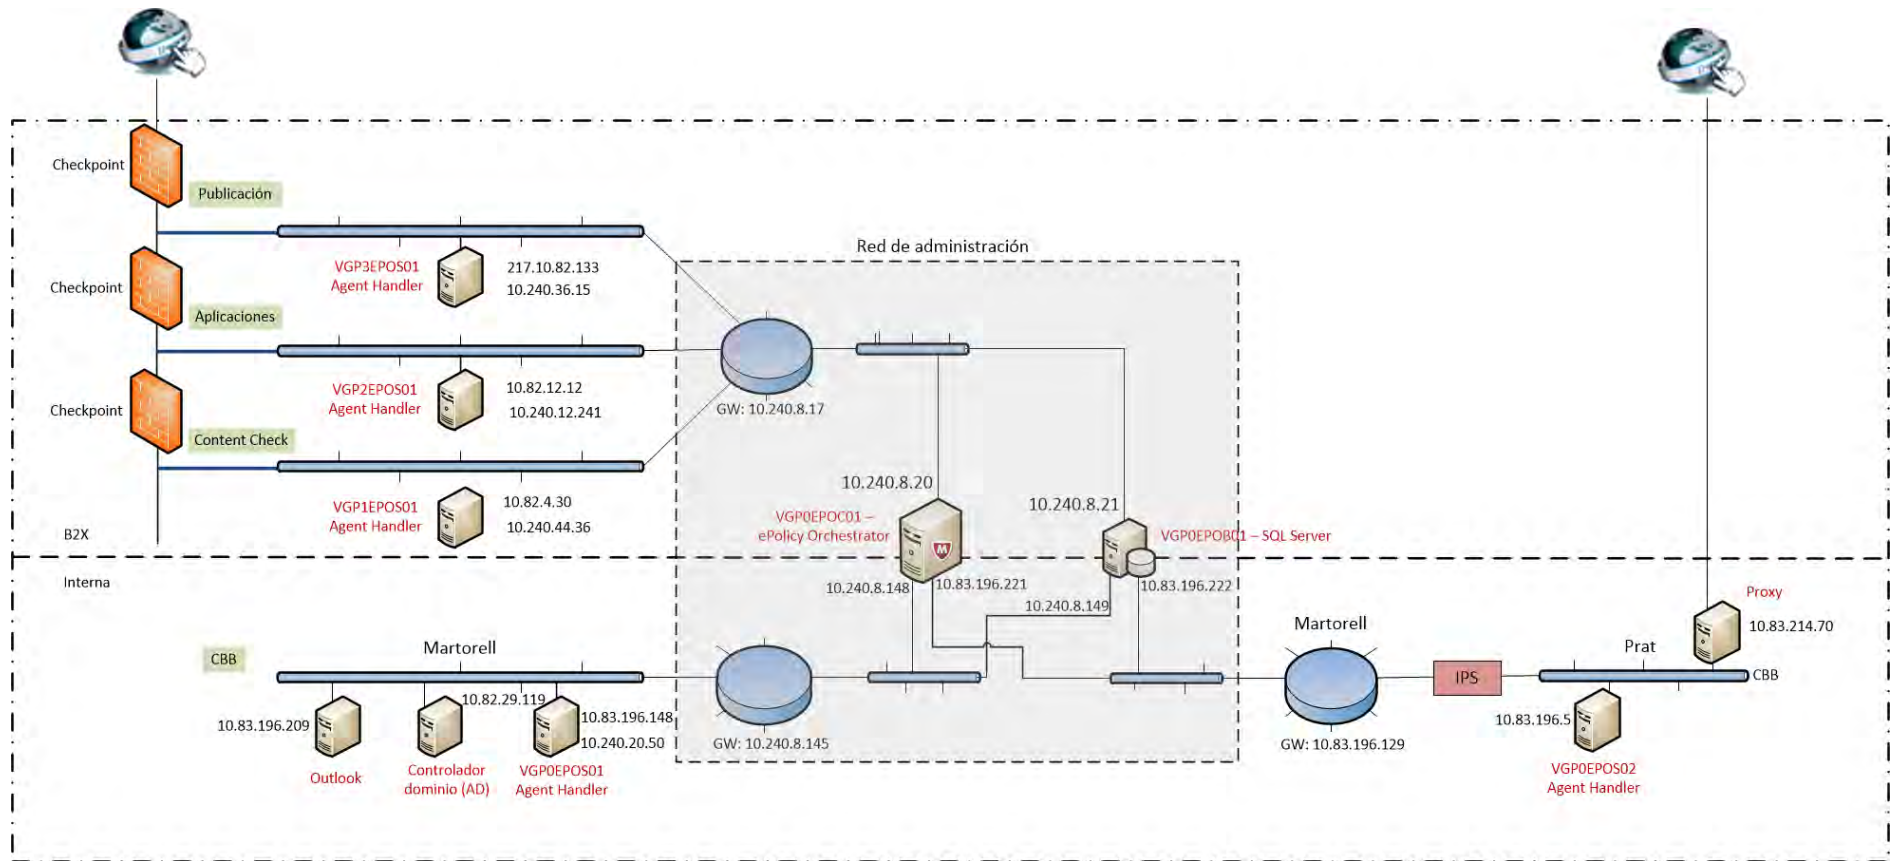 Checkpoint
Publicación
VGP3EPOS01
Agent Handler
217.10.82.133
10.240.36.15
Checkpoint
Aplicaciones
VGP2EPOS01
Agent Handler
10.82.12.12
10.240.12.241
Checkpoint
Content Check
VGP1EPOS01
Agent Handler
10.82.4.30
10.240.44.36
B2X
Red de administración
GW: 10.240.8.17
10.240.8.20
VGP0EPOC01 –
ePolicy Orchestrator
10.240.8.21
VGP0EPOB01 – SQL Server
Interna
10.240.8.148
10.83.196.221
10.240.8.149
10.83.196.222
CBB
Martorell
10.83.196.209
Outlook
Controlador
dominio (AD)
10.82.29.119
10.83.196.148
10.240.20.50
VGP0EPOS01
Agent Handler
GW: 10.240.8.145
Martorell
GW: 10.83.196.129
IPS
Prat
Proxy
10.83.214.70
CBB
10.83.196.5
VGP0EPOS02
Agent Handler